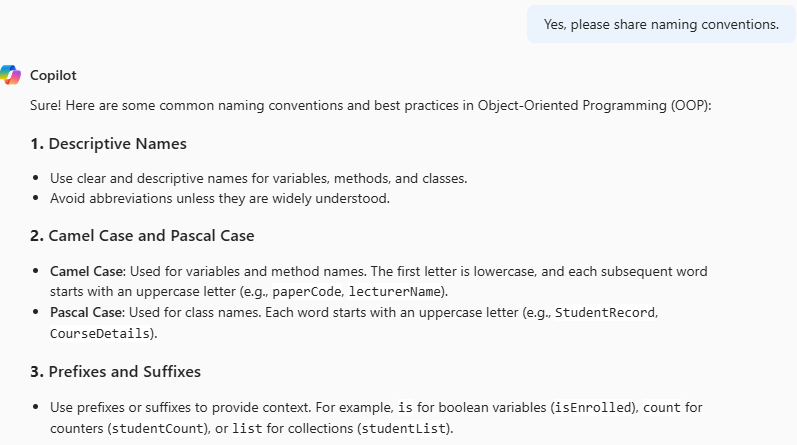 Yes, please share naming conventions.
Copilot
Sure! Here are some common naming conventions and best practices in Object-Oriented Programming (OOP):
1. Descriptive Names
• Use clear and descriptive names for variables, methods, and classes.
• Avoid abbreviations unless they are widely understood.
2. Camel Case and Pascal Case
• Camel Case: Used for variables and method names. The first letter is lowercase, and each subsequent word
starts with an uppercase letter (e.g., paperCode, lecturerName).
• Pascal Case: Used for class names. Each word starts with an uppercase letter (e.g., StudentRecord,
CourseDetails).
3. Prefixes and Suffixes
• Use prefixes or suffixes to provide context. For example, is for boolean variables (isEnrolled), count for
counters (studentCount), or list for collections (studentList).